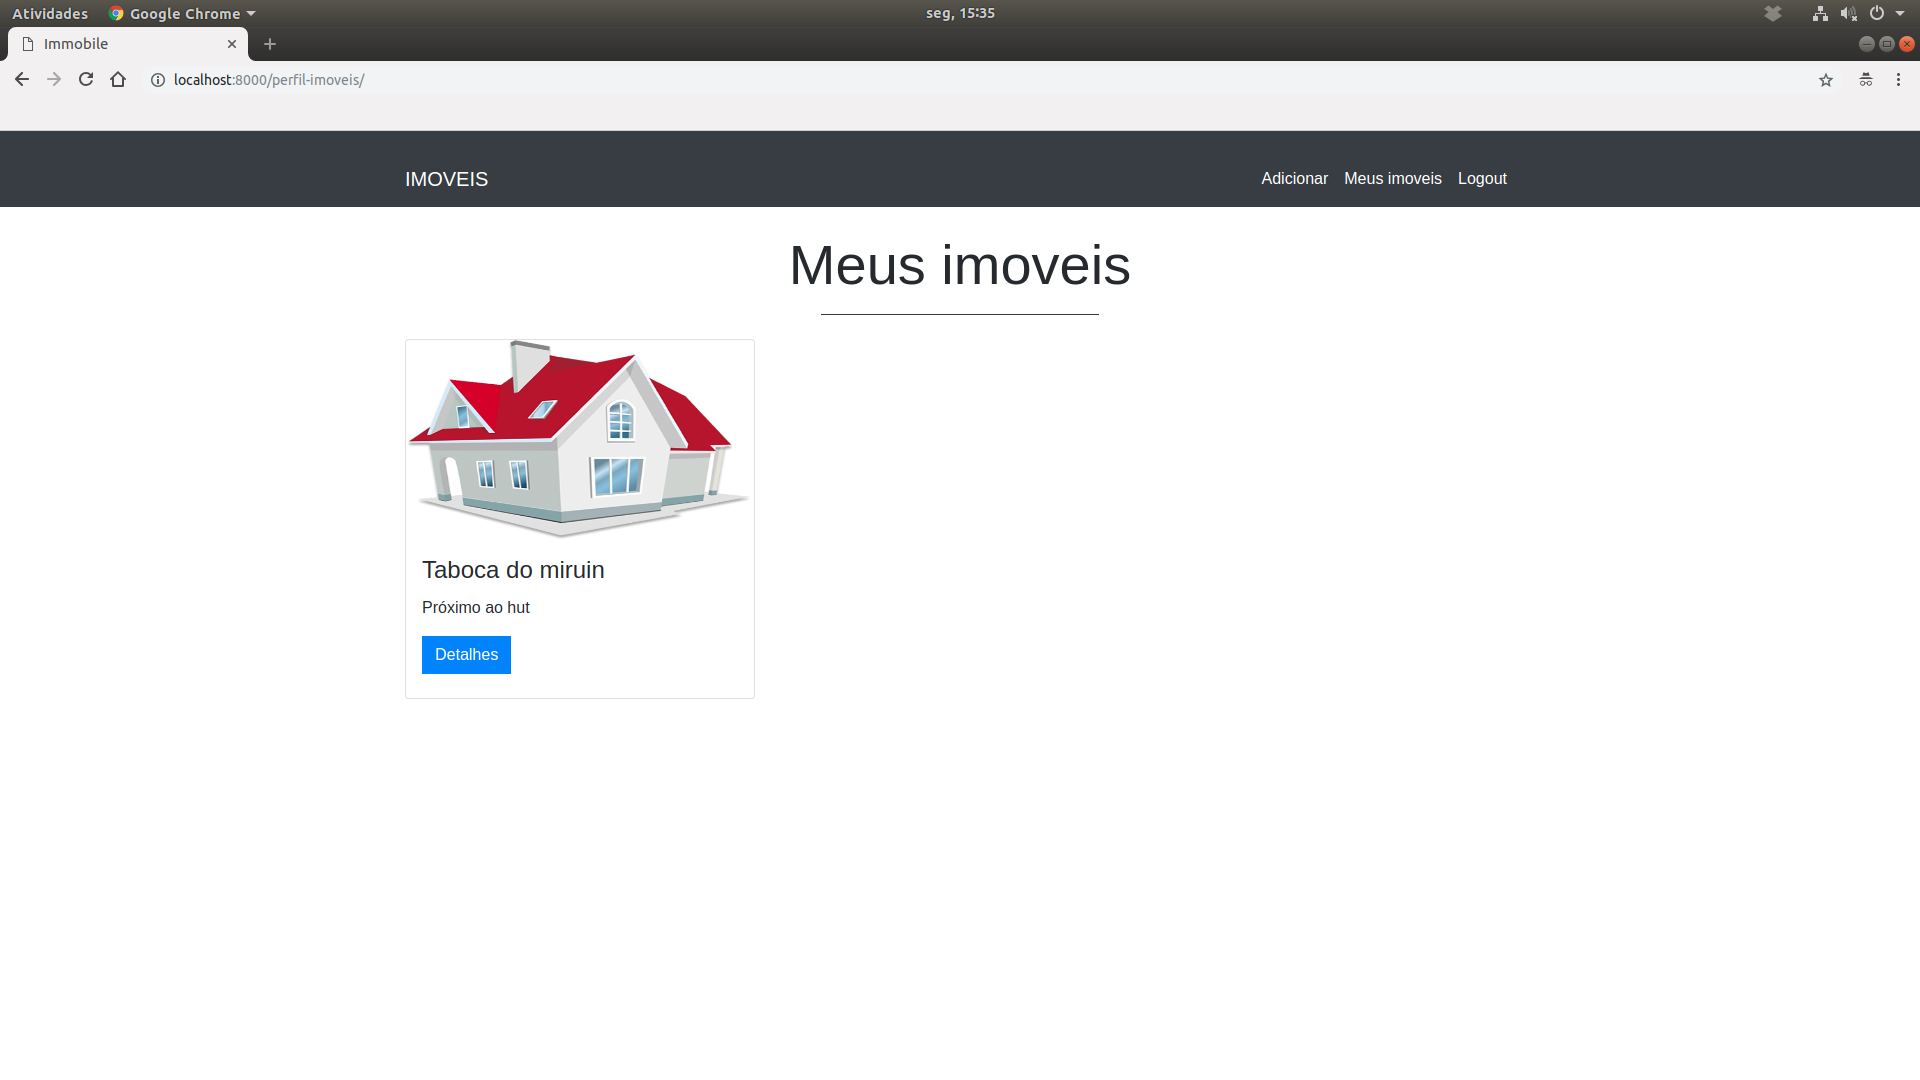 Atividades Google Chrome seg, 15:35
Immobile
localhost:8000/perfil-imoveis/
IMOVEIS Adicionar Meus imoveis Logout
Meus imoveis
Taboca do miruin
Próximo ao hut
Detalhes